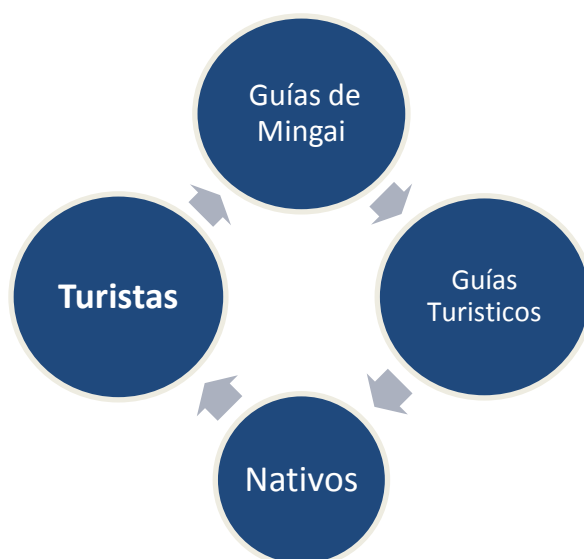 Guías de
Mingai
Guías
Turisticos
Nativos
Turistas